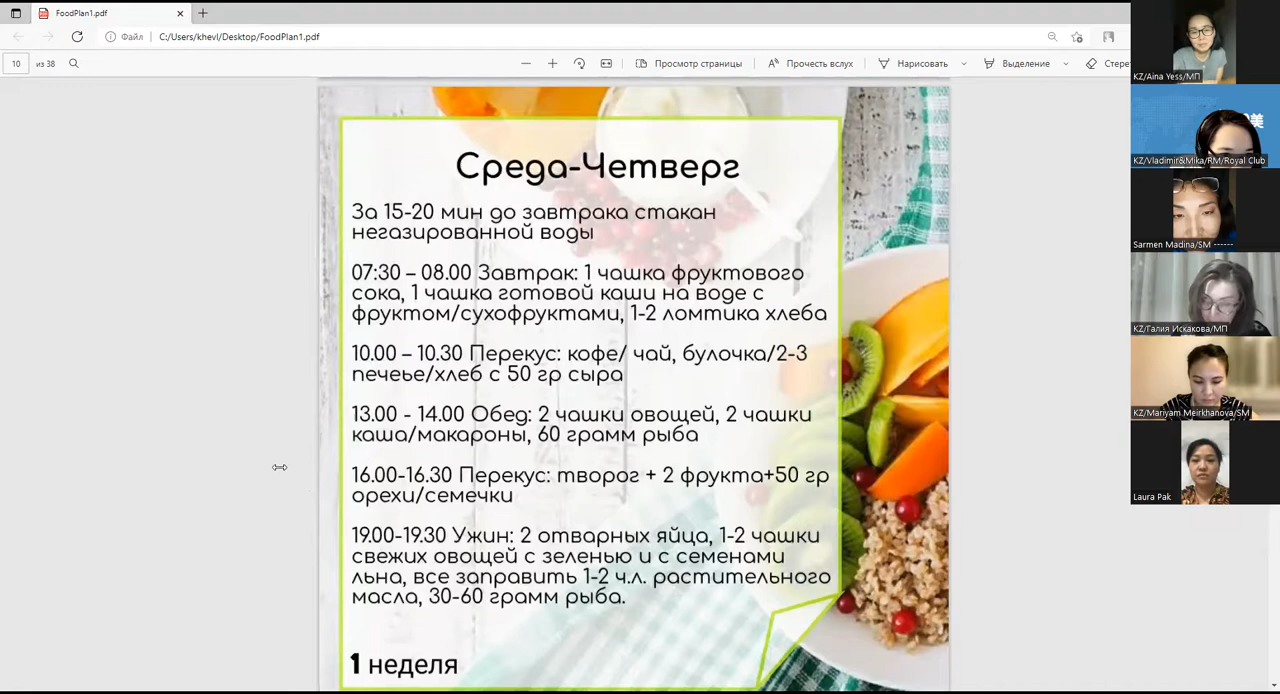 FoodPlan1.pdf
Файл C:/Users/khevl/Desktop/FoodPlan1.pdf
10 из 38 Просмотр страницы Прочесть вслух Нарисовать Выделение Стерет
Среда-Четверг
За 15-20 мин до завтрака стакан
негазированной воды
07:30 – 08.00 Завтрак: 1 чашка фруктового
сока, 1 чашка готовой каши на воде с
фруктом/сухофруктами, 1-2 ломтика хлеба
10.00 – 10.30 Перекус: кофе/ чай, булочка/2-3
печеье/хлеб с 50 гр сыра
13.00 - 14.00 Обед: 2 чашки овощей, 2 чашки
каша/макароны, 60 грамм рыба
16.00-16.30 Перекус: творог + 2 фрукта+50 гр
орехи/семечки
19.00-19.30 Ужин: 2 отварных яйца, 1-2 чашки
свежих овощей с зеленью и с семенами
льна, все заправить 1-2 ч.л. растительного
масла, 30-60 грамм рыба.
1 неделя
KZ/Aina Yess/МП
美
KZ/Vladimir&Mika/RM/Royal Club
Sarmen Madina/SM ------
KZ/Галия Искакова/МП
KZ/Mariyam Meirkhanova/SM
Laura Pak